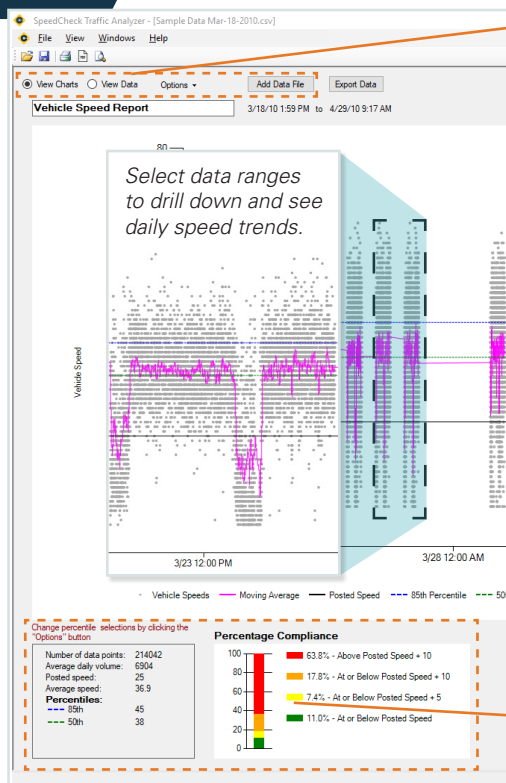 SpeedCheck Traffic Analyzer - [Sample Data Mar-18-2010.csv]
File View Windows Help
View Charts View Data Options Add Data File Export Data
Vehicle Speed Report 3/18/10 1:59 PM to 4/29/10 9:17 AM
80
Select data ranges
to drill down and see
daily speed trends.
Vehicle Speed
3/23 12:00 PM
3/28 12:00 AM
Vehicle Speeds Moving Average Posted Speed 85th Percentile 50
Change percentile selections by clicking the
"Options" button
Number of data points: 214042
Average daily volume: 6904
Posted speed: 25
Average speed: 36.9
Percentiles:
85th 45
50th 38
Percentage Compliance
100
80
60
40
20
0
63.8% - Above Posted Speed + 10
17.8% - At or Below Posted Speed + 10
7.4% - At or Below Posted Speed + 5
11.0% - At or Below Posted Speed